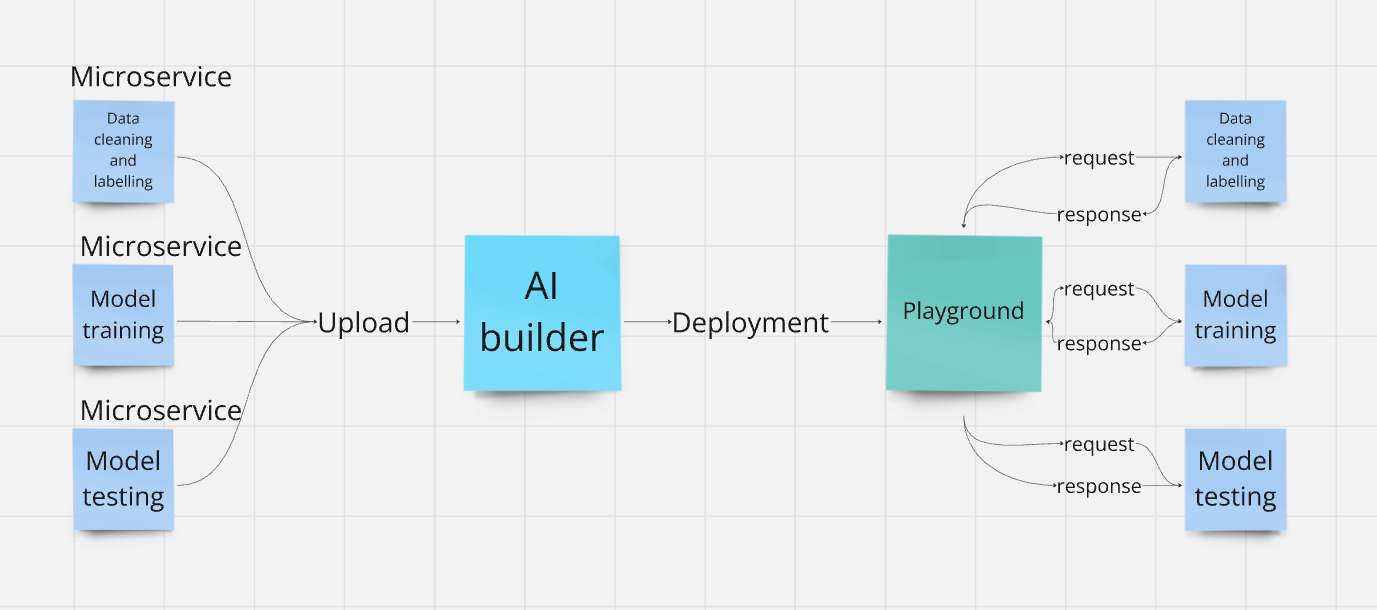 Microservice
Data
cleaning
and
labelling
Microservice
Model
training
Microservice
Model
testing
Upload
AI
builder
Deployment
Playground
request
response
Data
cleaning
and
labelling
request
response
Model
training
request
response
Model
testing